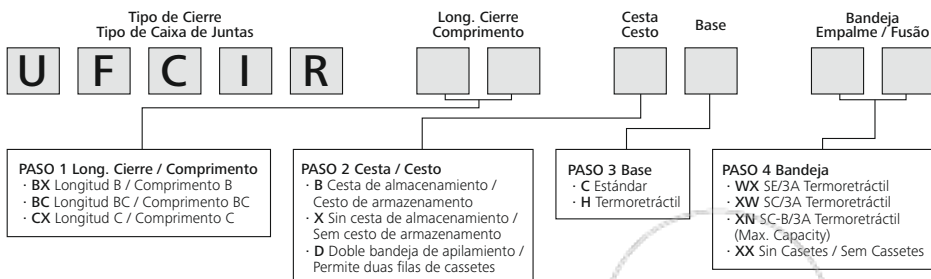 Tipo de Cierre
Tipo de Caixa de Juntas
Long. Cierre
Comprimento
Cesta
Cesto
Base
Bandeja
Empalme / Fusão
U F C I R
PASO 1 Long. Cierre / Comprimento
· BX Longitud B / Comprimento B
· BC Longitud BC / Comprimento BC
· CX Longitud C / Comprimento C
PASO 2 Cesta / Cesto
· B Cesta de almacenamiento /
Cesto de armazenamento
· X Sin cesta de almacenamiento /
Sem cesto de armazenamento
· D Doble bandeja de apilamiento /
Permite duas filas de cassetes
PASO 3 Base
· C Estándar
· H Termoretráctil
PASO 4 Bandeja
· WX SE/3A Termoretráctil
· XW SC/3A Termoretráctil
· XN SC-B/3A Termoretráctil
(Max. Capacity)
· XX Sin Casetes / Sem Cassetes